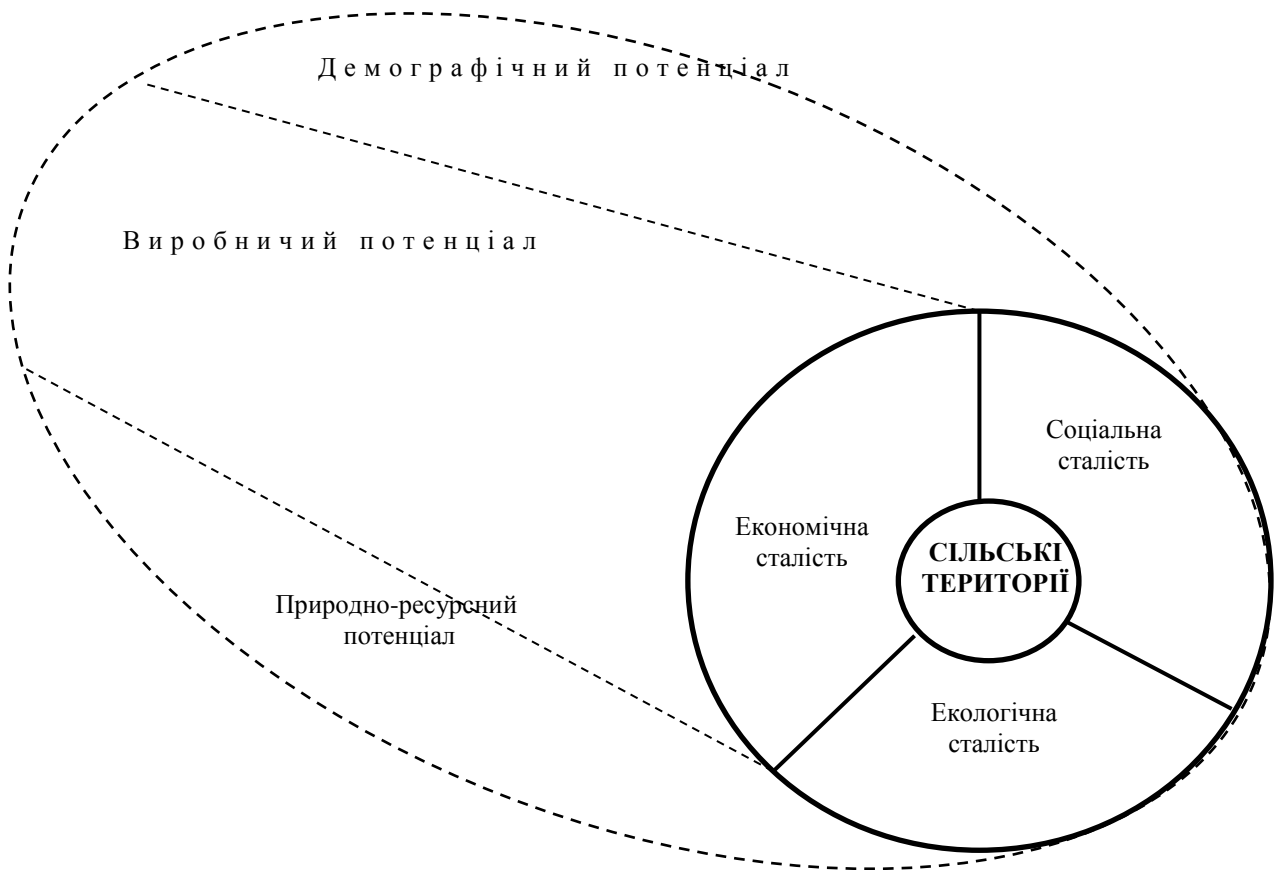 Демографічний потенціал
Виробничий потенціал
Соціальна
сталість
Економічна
сталість
СІЛЬСЬКІ
ТЕРИТОРІЇ
Природно-ресурсний
потенціал
Екологічна
сталість